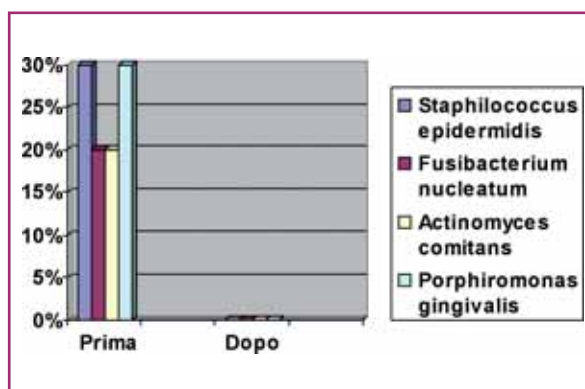 30%
25%
20%
15%
10%
5%
0%
Prima Dopo
Staphilococcus
epidermidis
Fusibacterium
nucleatum
Actinomyces
comitans
Porphiromonas
gingivalis